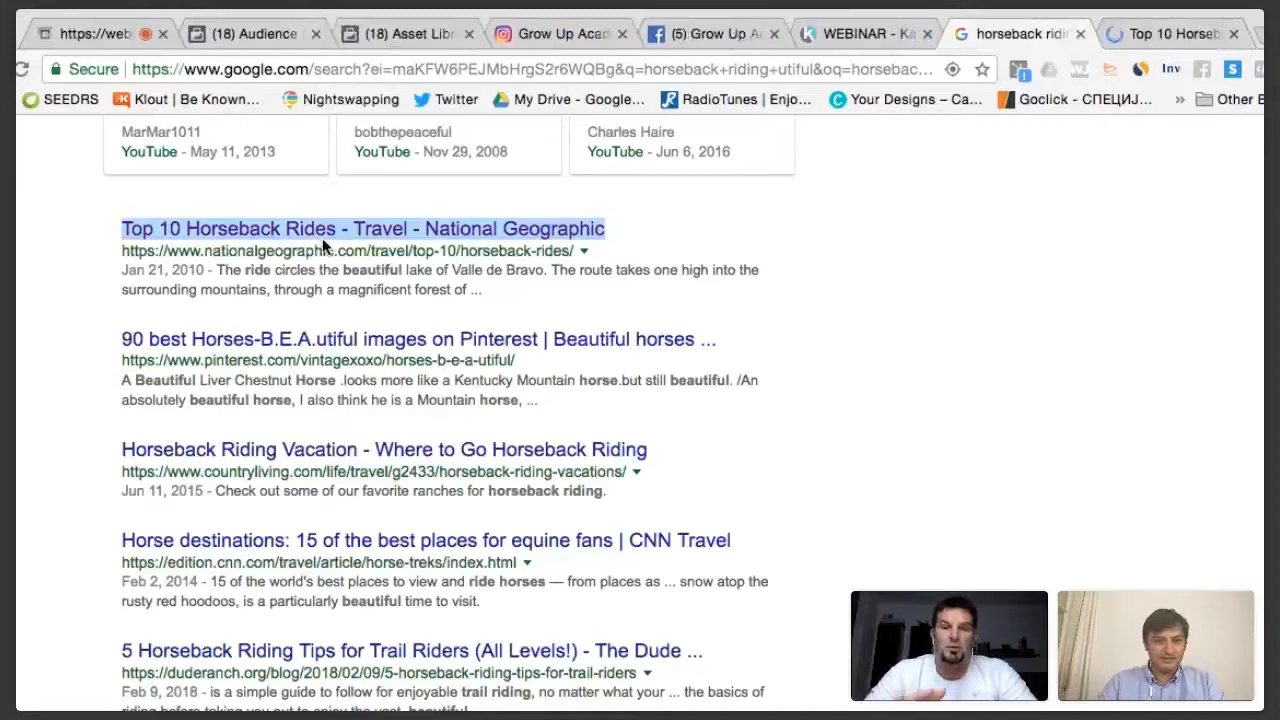 https://web
(18) Audience
(18) Asset Libr
Grow Up Acad
(5) Grow Up A
WEBINAR - Ka
horseback ridin
Top 10 Horseb
Secure
https://www.google.com/search?ei=maKFW6PEJMbHrgS2r6WQBg&q=horseback+riding+utiful&oq=horsebac...
Inv
SEEDRS
Klout | Be Known...
Nightswapping
Twitter
My Drive - Google...
RadioTunes | Enjo...
Your Designs – Ca...
Goclick - СПЕЦИЈ...
»
Other B
MarMar1011
YouTube - May 11, 2013
bobthepeaceful
YouTube - Nov 29, 2008
Charles Haire
YouTube - Jun 6, 2016
Top 10 Horseback Rides - Travel - National Geographic
https://www.nationalgeographic.com/travel/top-10/horseback-rides/
Jan 21, 2010 - The ride circles the beautiful lake of Valle de Bravo. The route takes one high into the
surrounding mountains, through a magnificent forest of ...
90 best Horses-B.E.A.utiful images on Pinterest | Beautiful horses ...
https://www.pinterest.com/vintagexoxo/horses-b-e-a-utiful/
A Beautiful Liver Chestnut Horse .looks more like a Kentucky Mountain horse.but still beautiful. /An
absolutely beautiful horse, I also think he is a Mountain horse, ...
Horseback Riding Vacation - Where to Go Horseback Riding
https://www.countryliving.com/life/travel/g2433/horseback-riding-vacations/
Jun 11, 2015 - Check out some of our favorite ranches for horseback riding.
Horse destinations: 15 of the best places for equine fans | CNN Travel
https://edition.cnn.com/travel/article/horse-treks/index.html
Feb 2, 2014 - 15 of the world's best places to view and ride horses — from places as ... snow atop the
rusty red hoodoos, is a particularly beautiful time to visit.
5 Horseback Riding Tips for Trail Riders (All Levels!) - The Dude ...
https://duderanch.org/blog/2018/02/09/5-horseback-riding-tips-for-trail-riders
Feb 9, 2018 - is a simple guide to follow for enjoyable trail riding, no matter what your ... the basics of
riding before taking you out to enjoy the vast, beautiful